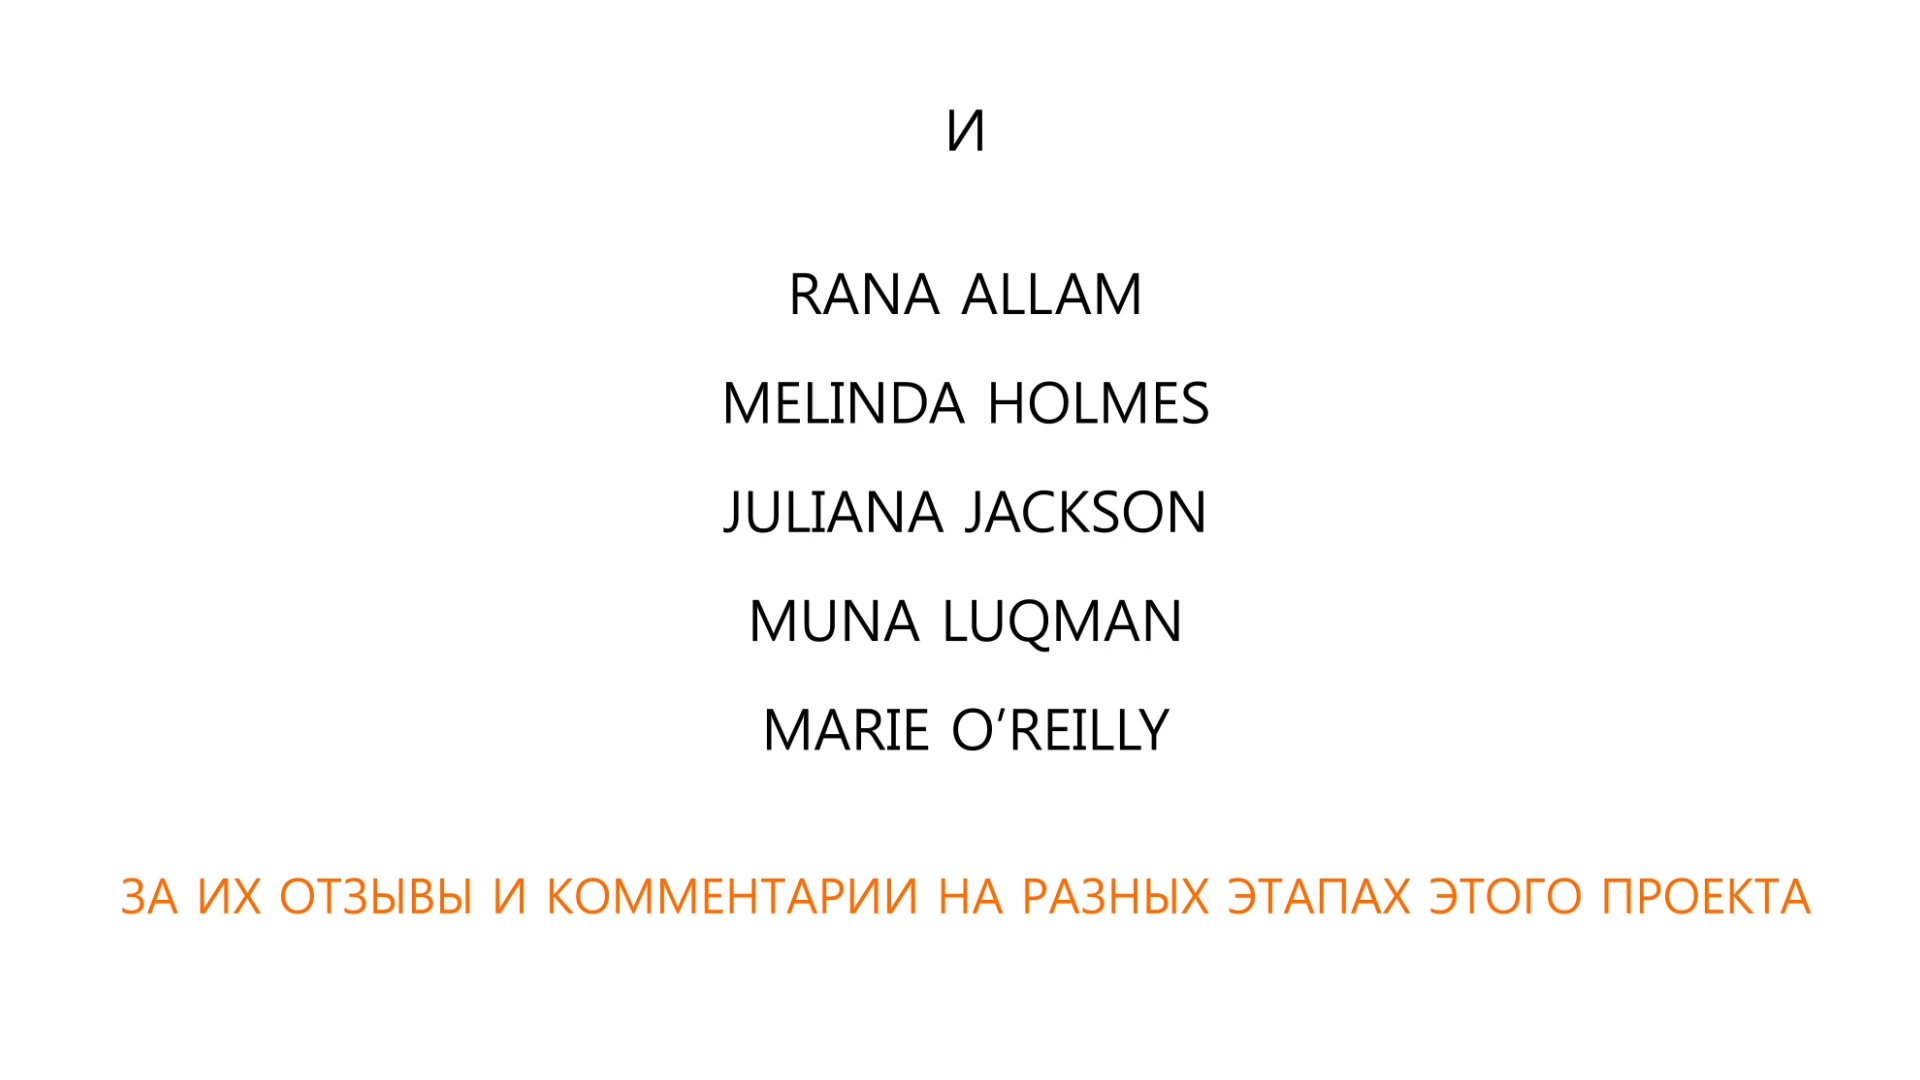 И
RANA ALLAM
MELINDA HOLMES
JULIANA JACKSON
MUNA LUQMAN
MARIE O’REILLY
ЗА ИХ ОТЗЫВЫ И КОММЕНТАРИИ НА РАЗНЫХ ЭТАПАХ ЭТОГО ПРОЕКТА